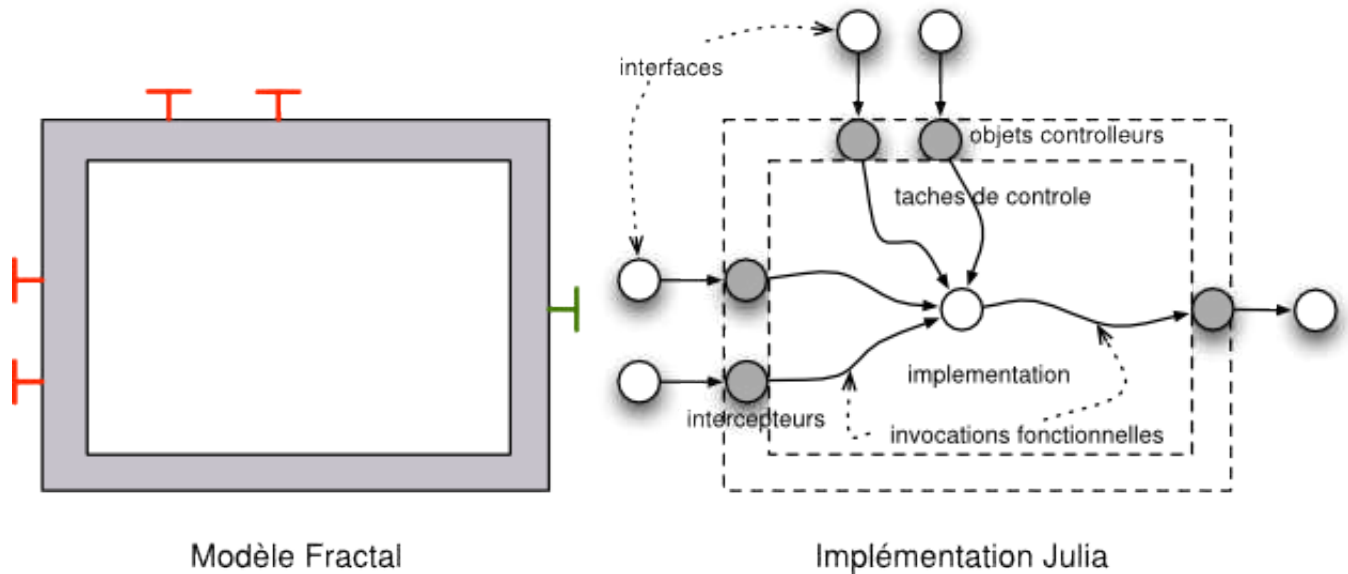 interfaces
objets controlleurs
taches de controle
implementation
intercepteurs
invocations fonctionnelles
Modèle Fractal
Implémentation Julia